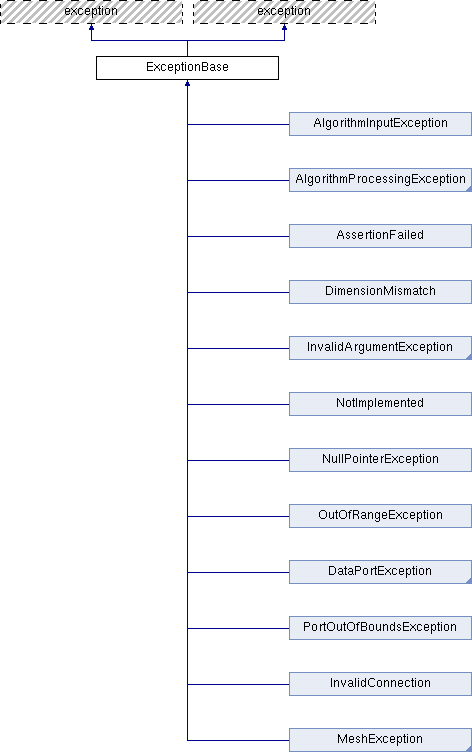 exception
exception
ExceptionBase
AlgorithmInputException
AlgorithmProcessingException
AssertionFailed
DimensionMismatch
InvalidArgumentException
NotImplemented
NullPointerException
OutOfRangeException
DataPortException
PortOutOfBoundsException
InvalidConnection
MeshException